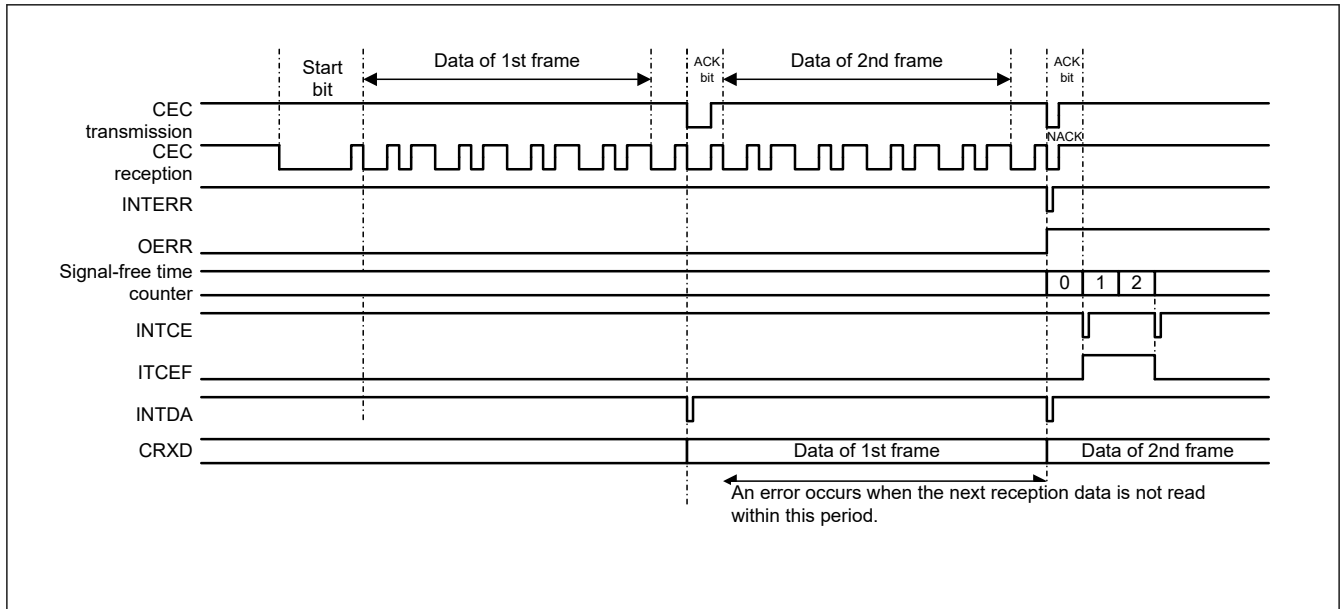 Start
bit
Data of 1st frame
ACK
bit
Data of 2nd frame
ACK
bit
CEC
transmission
NACK
CEC
reception
INTERR
OERR
Signal-free time
counter
0 1 2
INTCE
ITCEF
INTDA
CRXD
Data of 1st frame
Data of 2nd frame
An error occurs when the next reception data is not read
within this period.